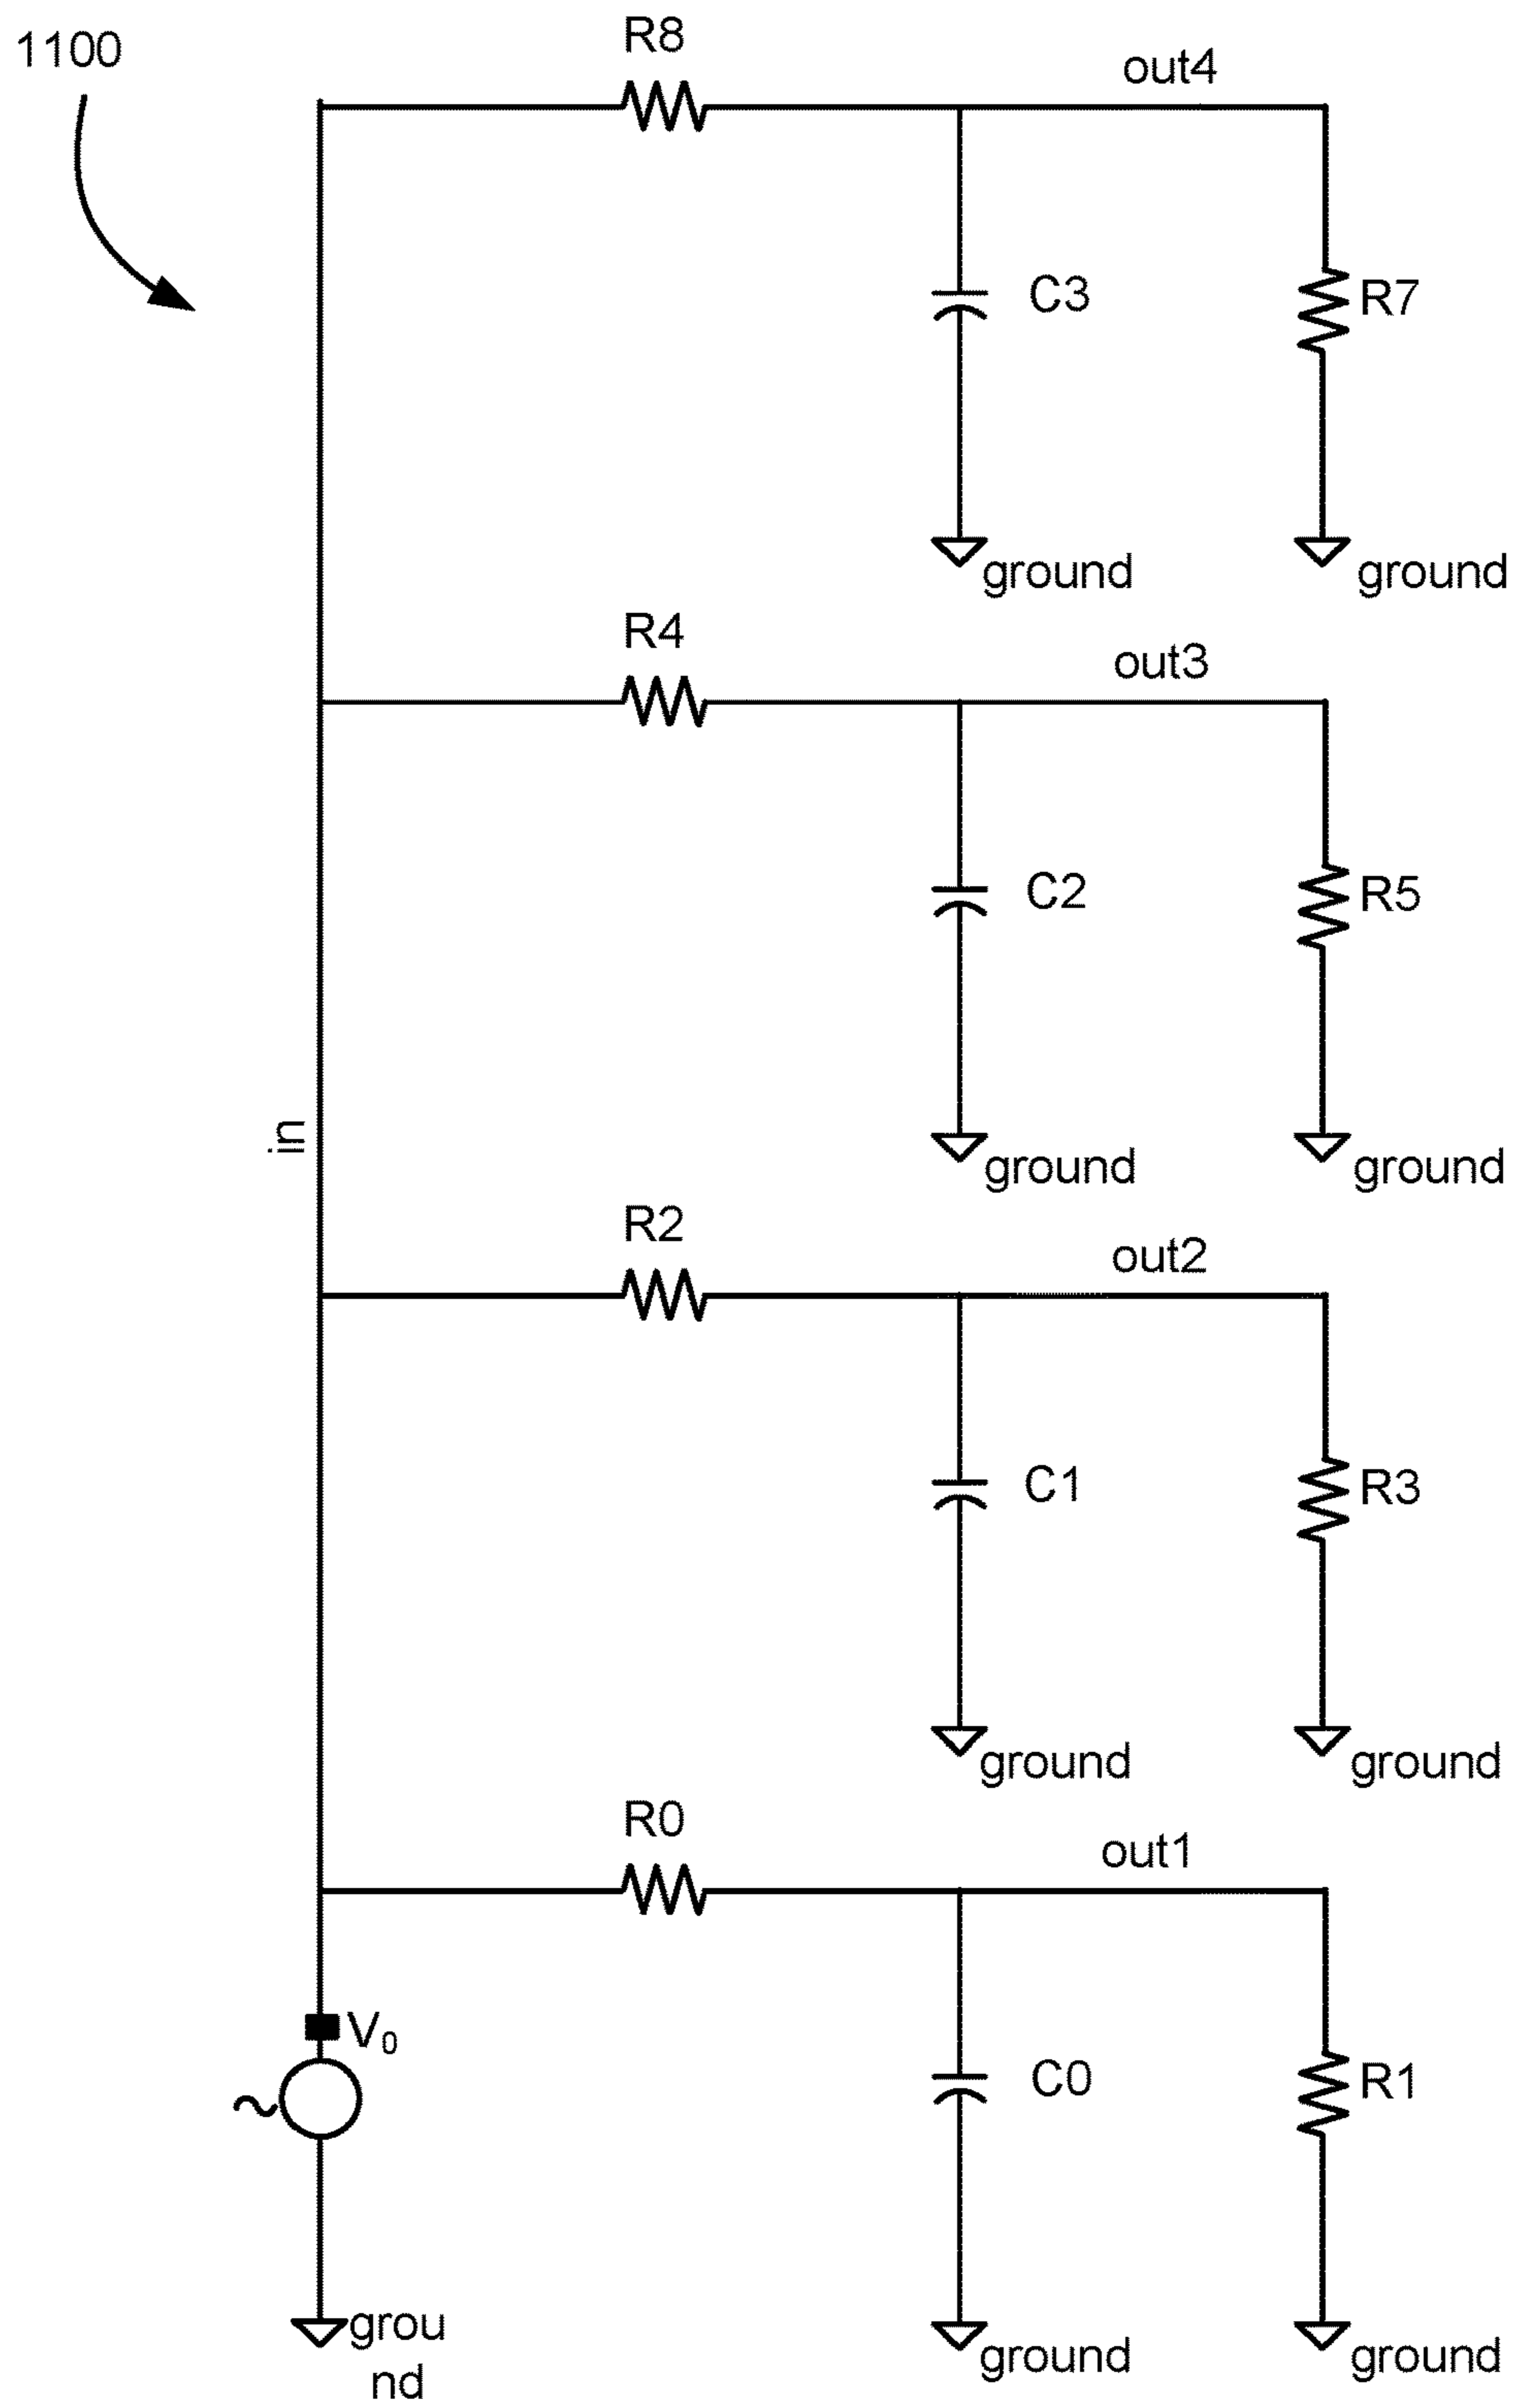 1100
R8
out4
C3
R7
ground
ground
R4
out3
C2
R5
ground
ground
in
R2
out2
C1
R3
ground
ground
R0
out1
V0
C0
R1
grou
nd
ground
ground